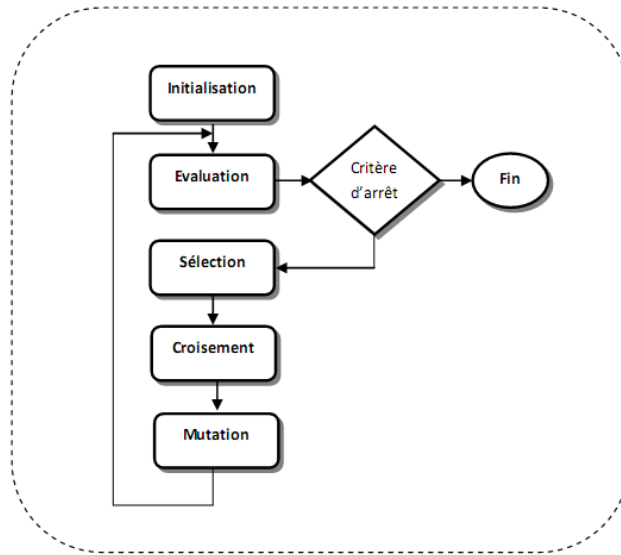 Initialisation
Evaluation
Critère
d'arrêt
Fin
Sélection
Croisement
Mutation